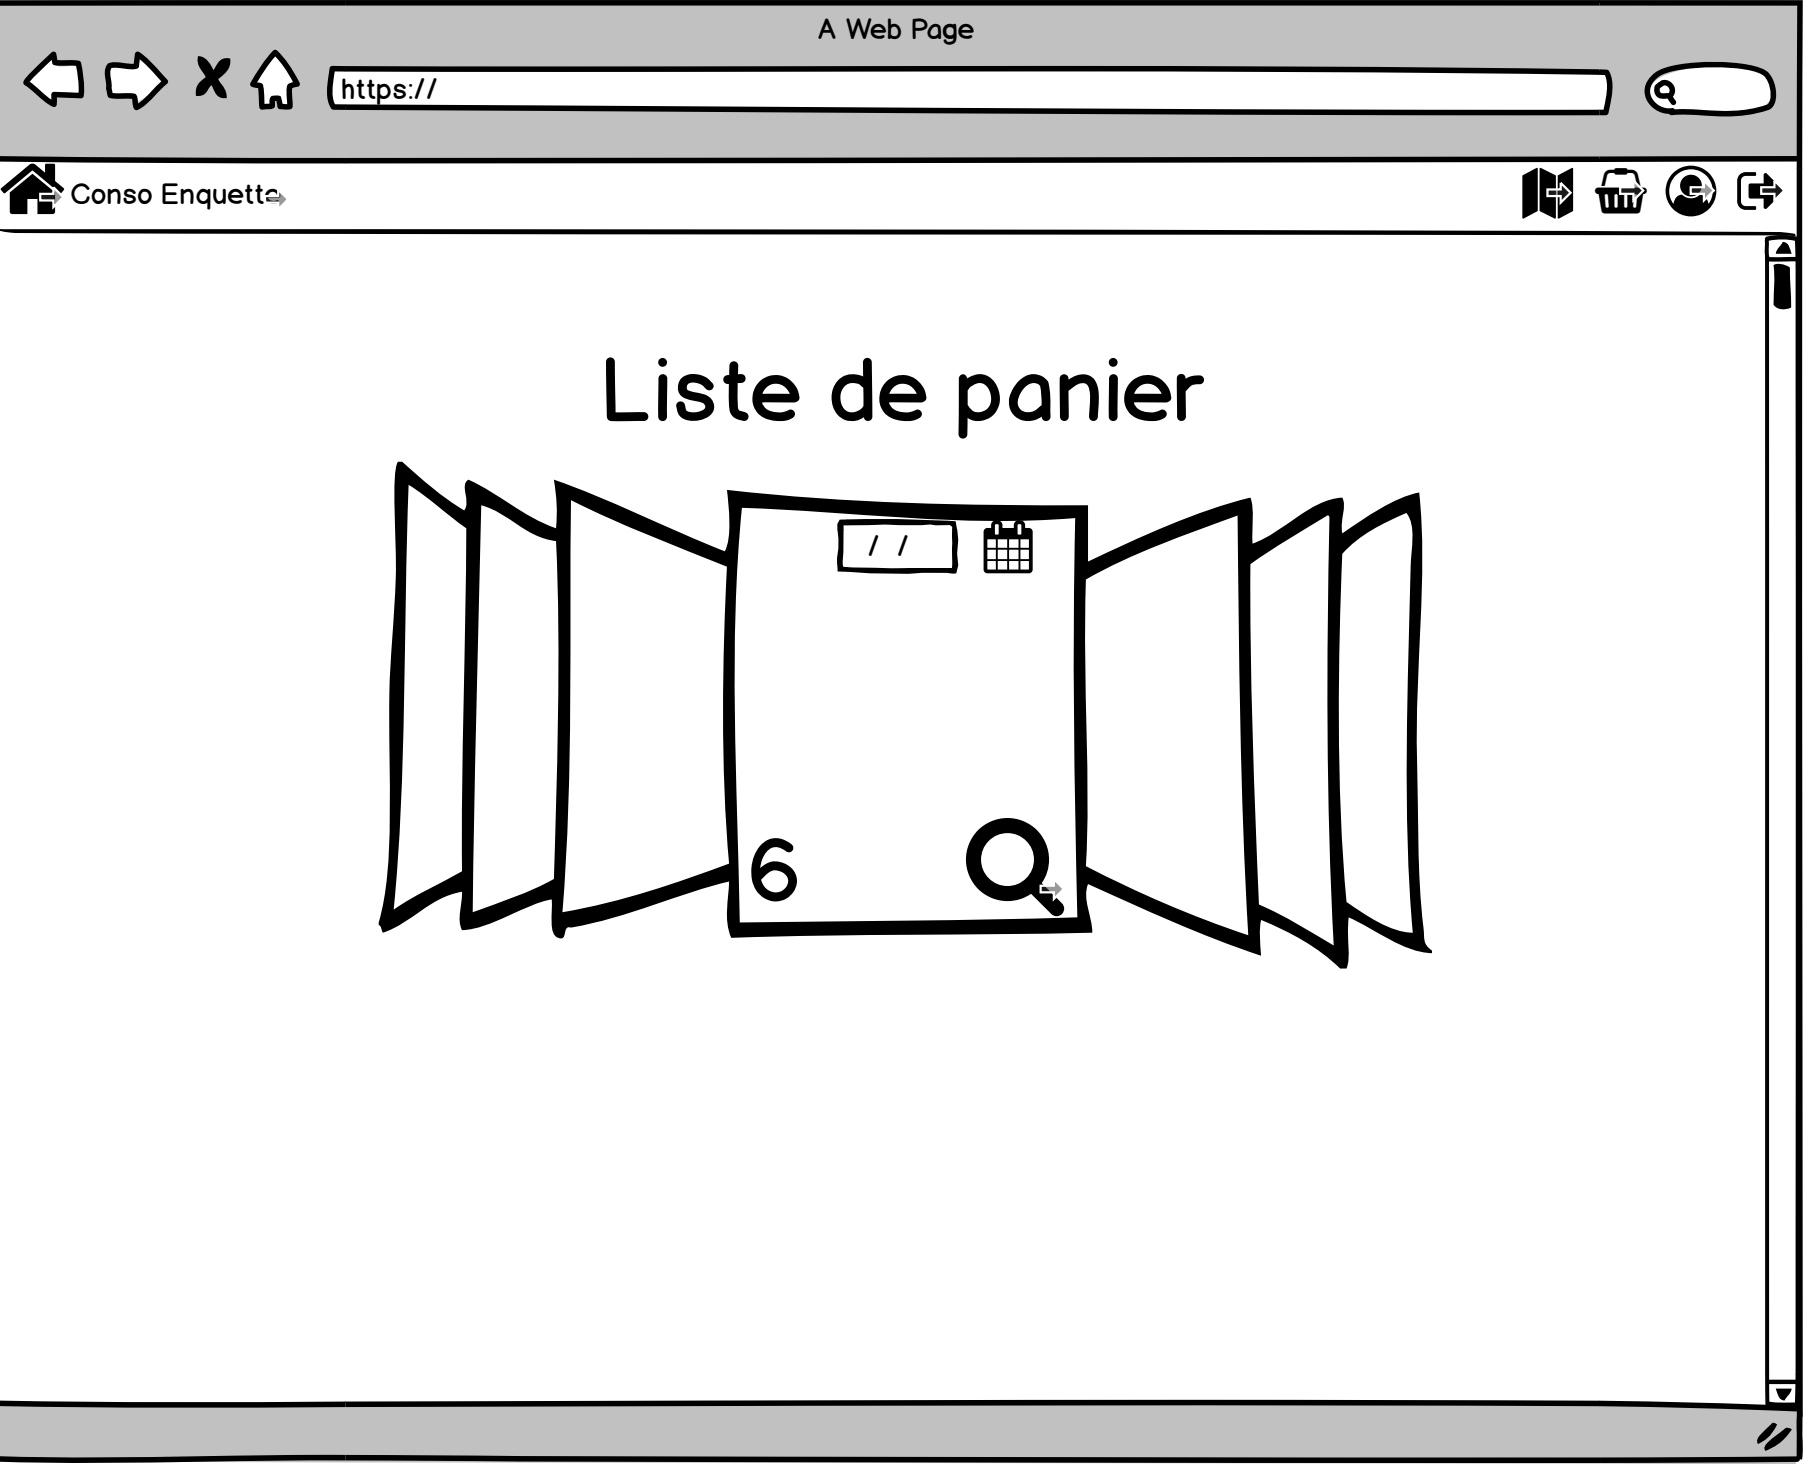 A Web Page
https://
Conso Enquette
Liste de panier
/ /
6